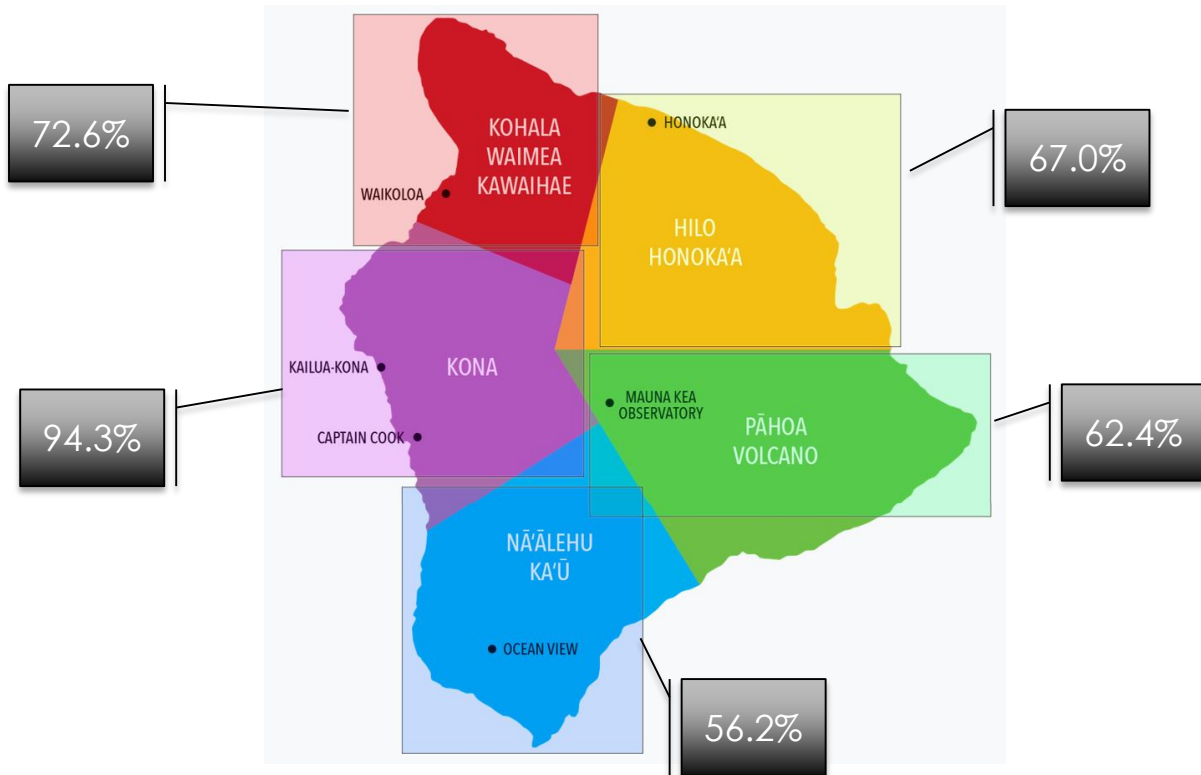 72.6%
KOHALA
WAIMEA
KAWAIHAE
WAIKOLOA
HONOKA‘A
67.0%
HILO
HONOKA‘A
94.3%
KAILUA-KONA
KONA
CAPTAIN COOK
MAUNA KEA
OBSERVATORY
PĀHOA
VOLCANO
62.4%
NĀ‘ĀLEHU
KA‘Ū
OCEAN VIEW
56.2%